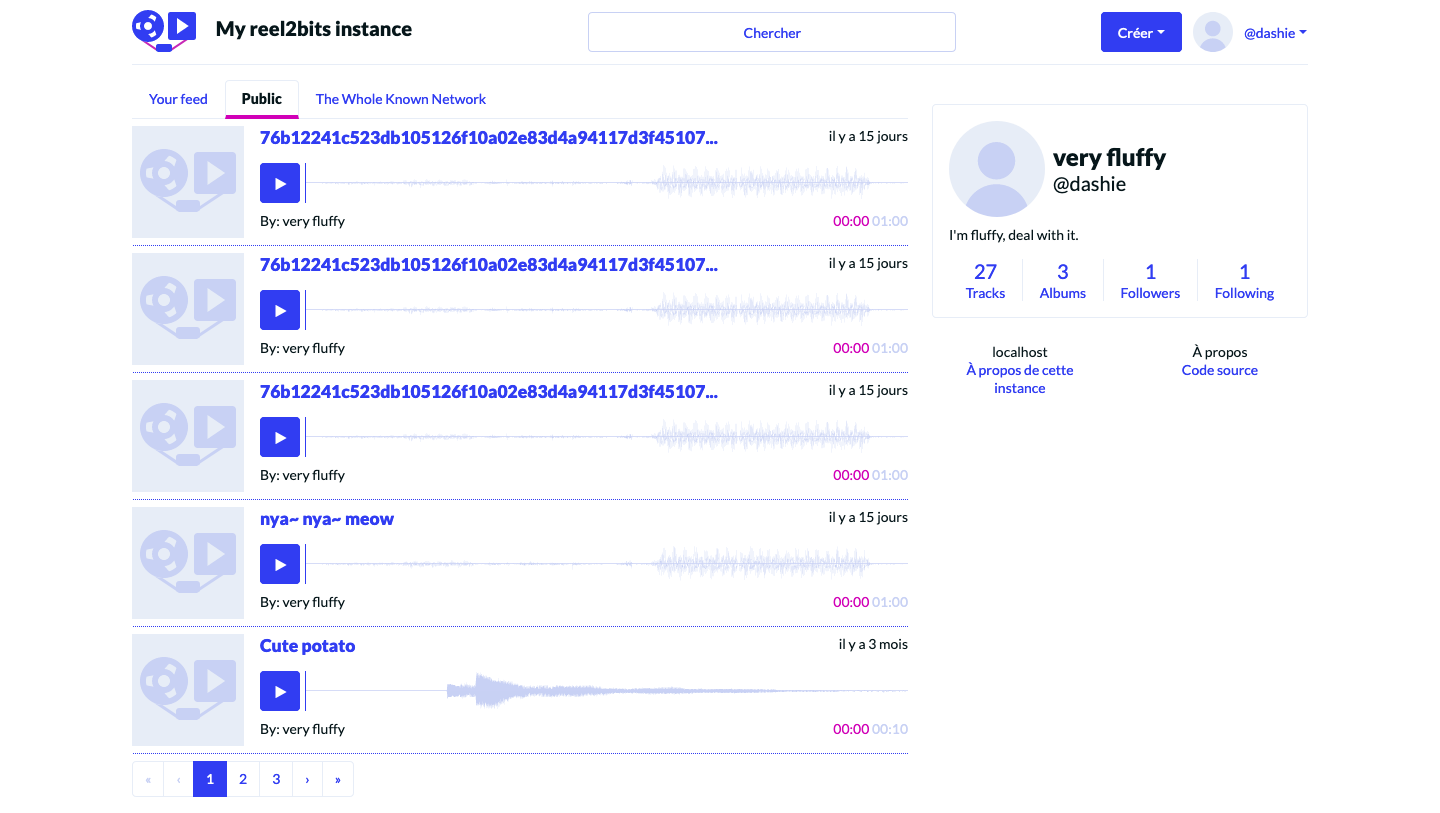 My reel2bits instance
Chercher
Créer
@dashie
Your feed
Public
The Whole Known Network
76b12241c523db105126f10a02e83d4a94117d3f45107...
il y a 15 jours
By: very fluffy
00:00 01:00
76b12241c523db105126f10a02e83d4a94117d3f45107...
il y a 15 jours
By: very fluffy
00:00 01:00
76b12241c523db105126f10a02e83d4a94117d3f45107...
il y a 15 jours
By: very fluffy
00:00 01:00
nya~ nya~ meow
il y a 15 jours
By: very fluffy
00:00 01:00
Cute potato
il y a 3 mois
By: very fluffy
00:00 00:10
« ‹ 1 2 3 › »
very fluffy
@dashie
I'm fluffy, deal with it.
27 3 1 1
Tracks Albums Followers Following
localhost
À propos de cette
instance
À propos
Code source